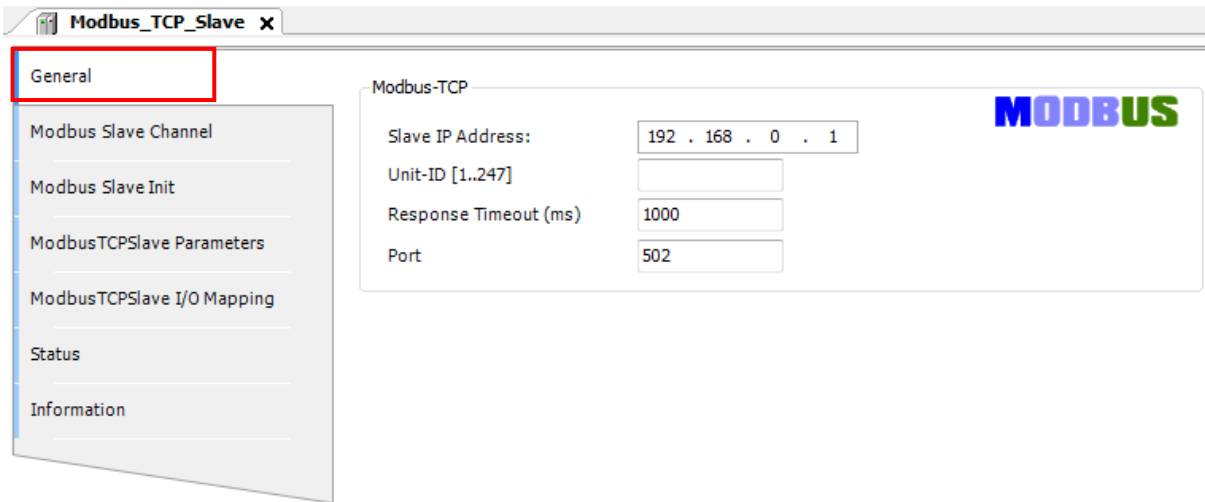 Modbus_TCP_Slave x
General
Modbus Slave Channel
Modbus Slave Init
ModbusTCPSlave Parameters
ModbusTCPSlave I/O Mapping
Status
Information
Modbus-TCP
MODBUS
Slave IP Address: 192 . 168 . 0 . 1
Unit-ID [1..247]
Response Timeout (ms) 1000
Port 502